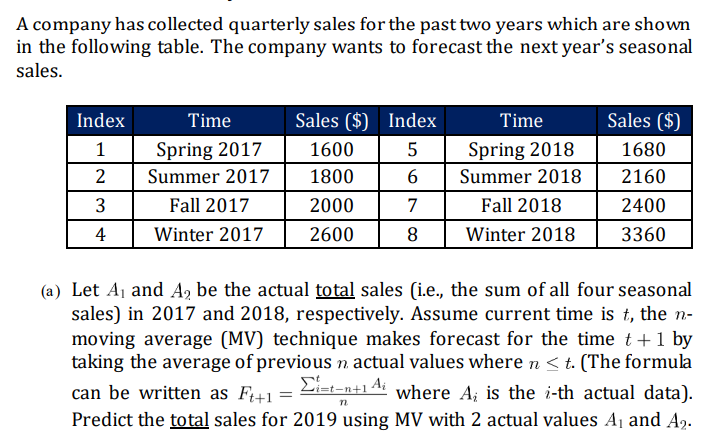 A company has collected quarterly sales for the past two years which are shown
in the following table. The company wants to forecast the next year's seasonal
sales.
Index Time Sales ($) Index Time Sales ($)
1 Spring 2017 1600 5 Spring 2018 1680
2 Summer 2017 1800 6 Summer 2018 2160
3 Fall 2017 2000 7 Fall 2018 2400
4 Winter 2017 2600 8 Winter 2018 3360
(a) Let A₁ and A₂ be the actual total sales (i.e., the sum of all four seasonal
sales) in 2017 and 2018, respectively. Assume current time is t, the n-
moving average (MV) technique makes forecast for the time t + 1 by
taking the average of previous n actual values where n ≤ t. (The formula
can be written as Fₜ₊₁ = \frac{\sum_{i=t-n+1}^{t} A_i}{n} where Aᵢ is the i-th actual data).
Predict the total sales for 2019 using MV with 2 actual values A₁ and A₂.